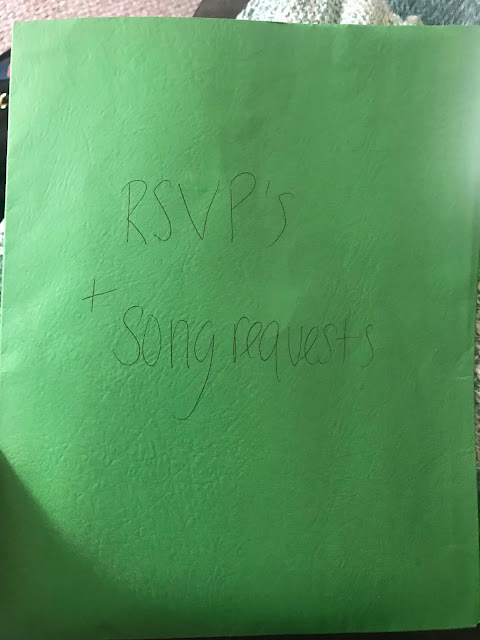 RSVP's
+
song requests